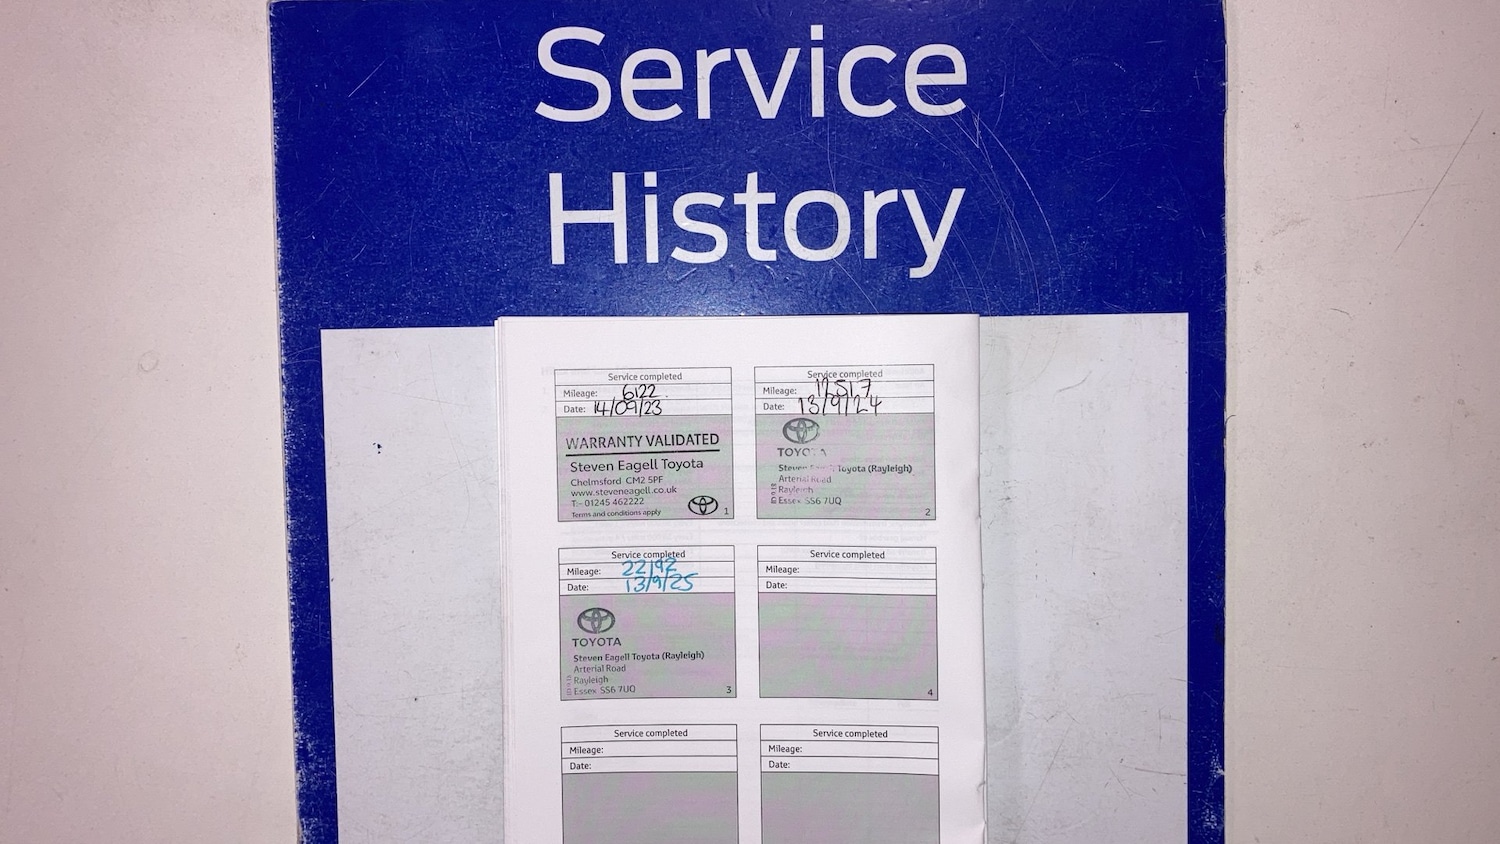 Service
History
Service completed
Mileage: 6122
Date: 14/09/23
WARRANTY VALIDATED
Steven Eagell Toyota
Chelmsford CM2 5PF
www.steveneagell.co.uk
T:- 01245 462222
Terms and conditions apply
1
Service completed
Mileage: 12517
Date: 13/9/24
TOYOTA
Steven Toyota (Rayleigh)
Arterial Road
Rayleigh
Essex SS6 7UQ
2
Service completed
Mileage: 22192
Date: 13/9/25
TOYOTA
Steven Eagell Toyota (Rayleigh)
Arterial Road
Rayleigh
Essex SS6 7UQ
3
Service completed
Mileage:
Date:
4
Service completed
Mileage:
Date:
Service completed
Mileage:
Date: